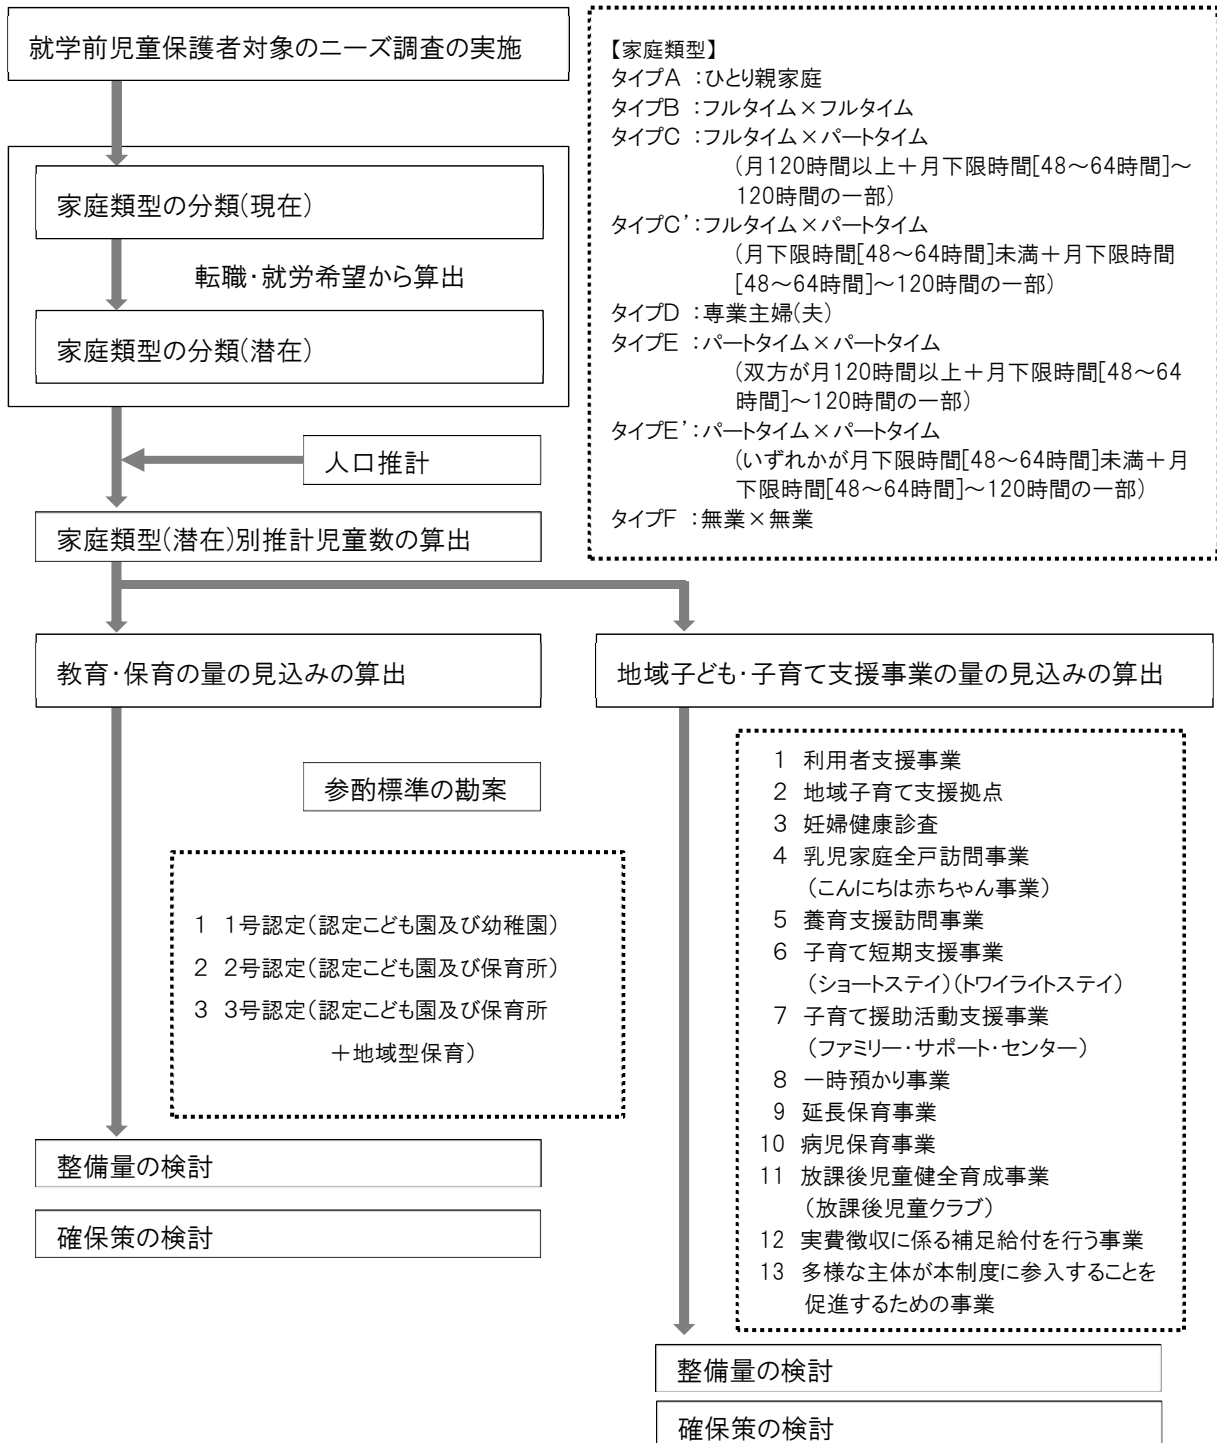 就学前児童保護者対象のニーズ調査の実施
家庭類型の分類(現在)
転職・就労希望から算出
家庭類型の分類(潜在)
人口推計
家庭類型(潜在)別推計児童数の算出
【家庭類型】
タイプA ：ひとり親家庭
タイプB ：フルタイム×フルタイム
タイプC ：フルタイム×パートタイム
（月120時間以上＋月下限時間[48～64時間]～
120時間の一部）
タイプC’：フルタイム×パートタイム
（月下限時間[48～64時間]未満＋月下限時間
[48～64時間]～120時間の一部）
タイプD ：専業主婦(夫)
タイプE ：パートタイム×パートタイム
（双方が月120時間以上＋月下限時間[48～64
時間]～120時間の一部）
タイプE’：パートタイム×パートタイム
（いずれかが月下限時間[48～64時間]未満＋月
下限時間[48～64時間]～120時間の一部）
タイプF ：無業×無業
教育・保育の量の見込みの算出
参酌標準の勘案
1 1号認定（認定こども園及び幼稚園）
2 2号認定（認定こども園及び保育所）
3 3号認定（認定こども園及び保育所
＋地域型保育）
整備量の検討
確保策の検討
地域子ども・子育て支援事業の量の見込みの算出
1 利用者支援事業
2 地域子育て支援拠点
3 妊婦健康診査
4 乳児家庭全戸訪問事業
（こんにちは赤ちゃん事業）
5 養育支援訪問事業
6 子育て短期支援事業
（ショートステイ）（トワイライトステイ）
7 子育て援助活動支援事業
（ファミリー・サポート・センター）
8 一時預かり事業
9 延長保育事業
10 病児保育事業
11 放課後児童健全育成事業
（放課後児童クラブ）
12 実費徴収に係る補足給付を行う事業
13 多様な主体が本制度に参入することを
促進するための事業
整備量の検討
確保策の検討